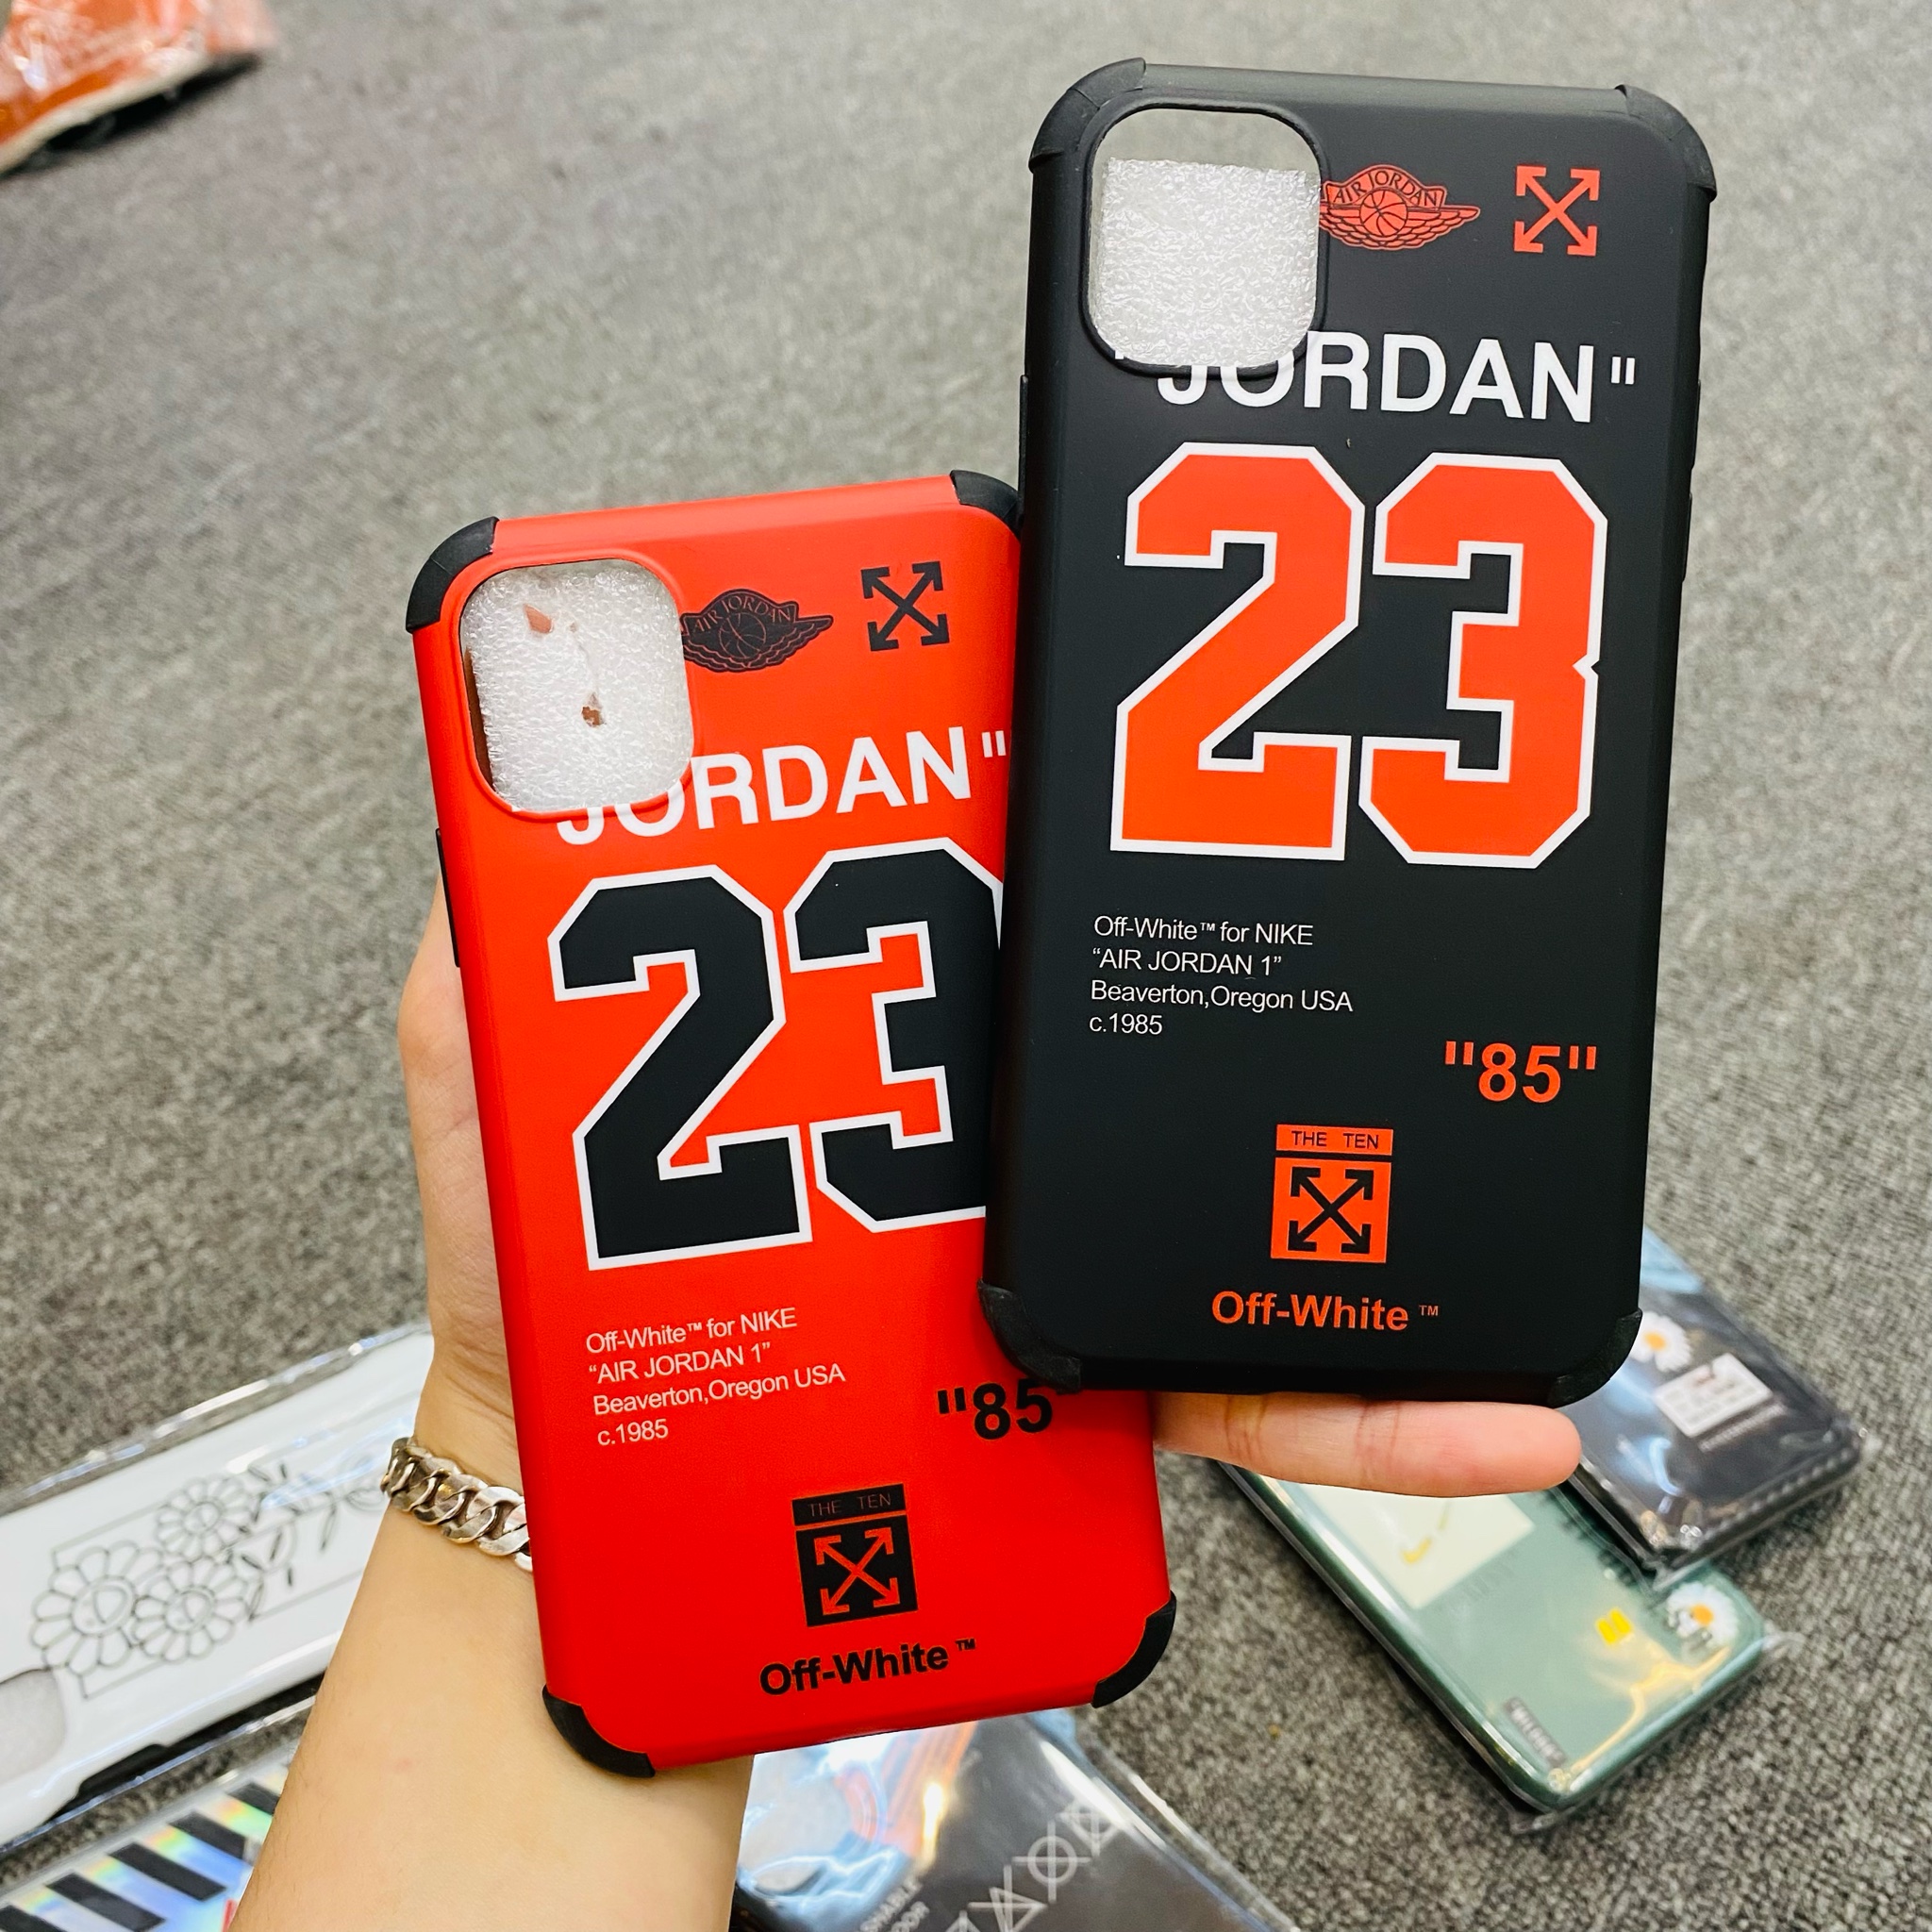 AIR JORDAN
JORDAN"
23
Off-White™ for NIKE
“AIR JORDAN 1”
Beaverton,Oregon USA
c.1985
"85"
THE TEN
Off-White™
AIR JORDAN
JORDAN"
23
Off-White™ for NIKE
“AIR JORDAN 1”
Beaverton,Oregon USA
c.1985
"85
THE TEN
Off-White™